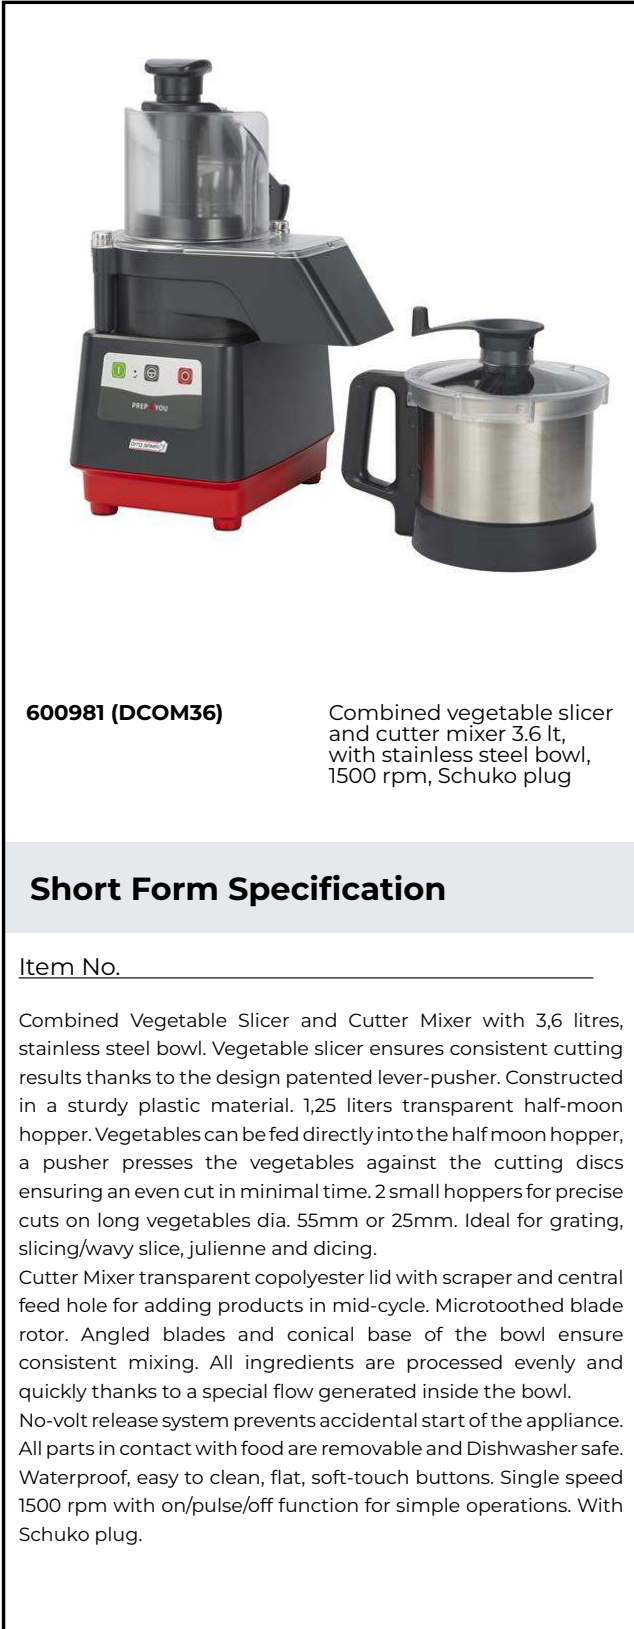 PREP4YOU
DITO SAMA
600981 (DCOM36)
Combined vegetable slicer
and cutter mixer 3.6 lt,
with stainless steel bowl,
1500 rpm, Schuko plug
Short Form Specification
Item No.
Combined Vegetable Slicer and Cutter Mixer with 3,6 litres,
stainless steel bowl. Vegetable slicer ensures consistent cutting
results thanks to the design patented lever-pusher. Constructed
in a sturdy plastic material. 1,25 liters transparent half-moon
hopper. Vegetables can be fed directly into the half moon hopper,
a pusher presses the vegetables against the cutting discs
ensuring an even cut in minimal time. 2 small hoppers for precise
cuts on long vegetables dia. 55mm or 25mm. Ideal for grating,
slicing/wavy slice, julienne and dicing.
Cutter Mixer transparent copolyester lid with scraper and central
feed hole for adding products in mid-cycle. Microtoothed blade
rotor. Angled blades and conical base of the bowl ensure
consistent mixing. All ingredients are processed evenly and
quickly thanks to a special flow generated inside the bowl.
No-volt release system prevents accidental start of the appliance.
All parts in contact with food are removable and Dishwasher safe.
Waterproof, easy to clean, flat, soft-touch buttons. Single speed
1500 rpm with on/pulse/off function for simple operations. With
Schuko plug.